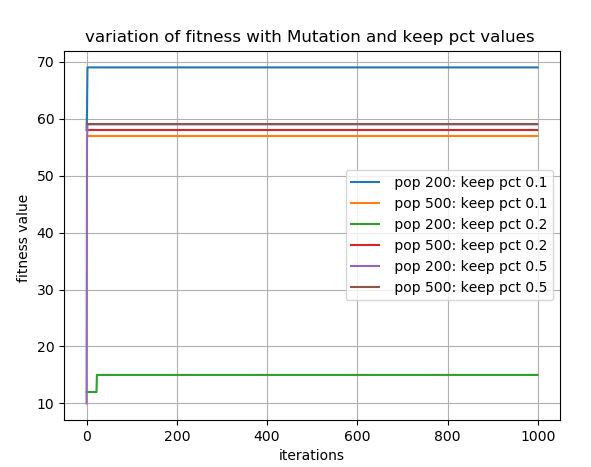 variation of fitness with Mutation and keep pct values
70
60
50
40
30
20
10
fitness value
pop 200: keep pct 0.1
pop 500: keep pct 0.1
pop 200: keep pct 0.2
pop 500: keep pct 0.2
pop 200: keep pct 0.5
pop 500: keep pct 0.5
0 200 400 600 800 1000
iterations